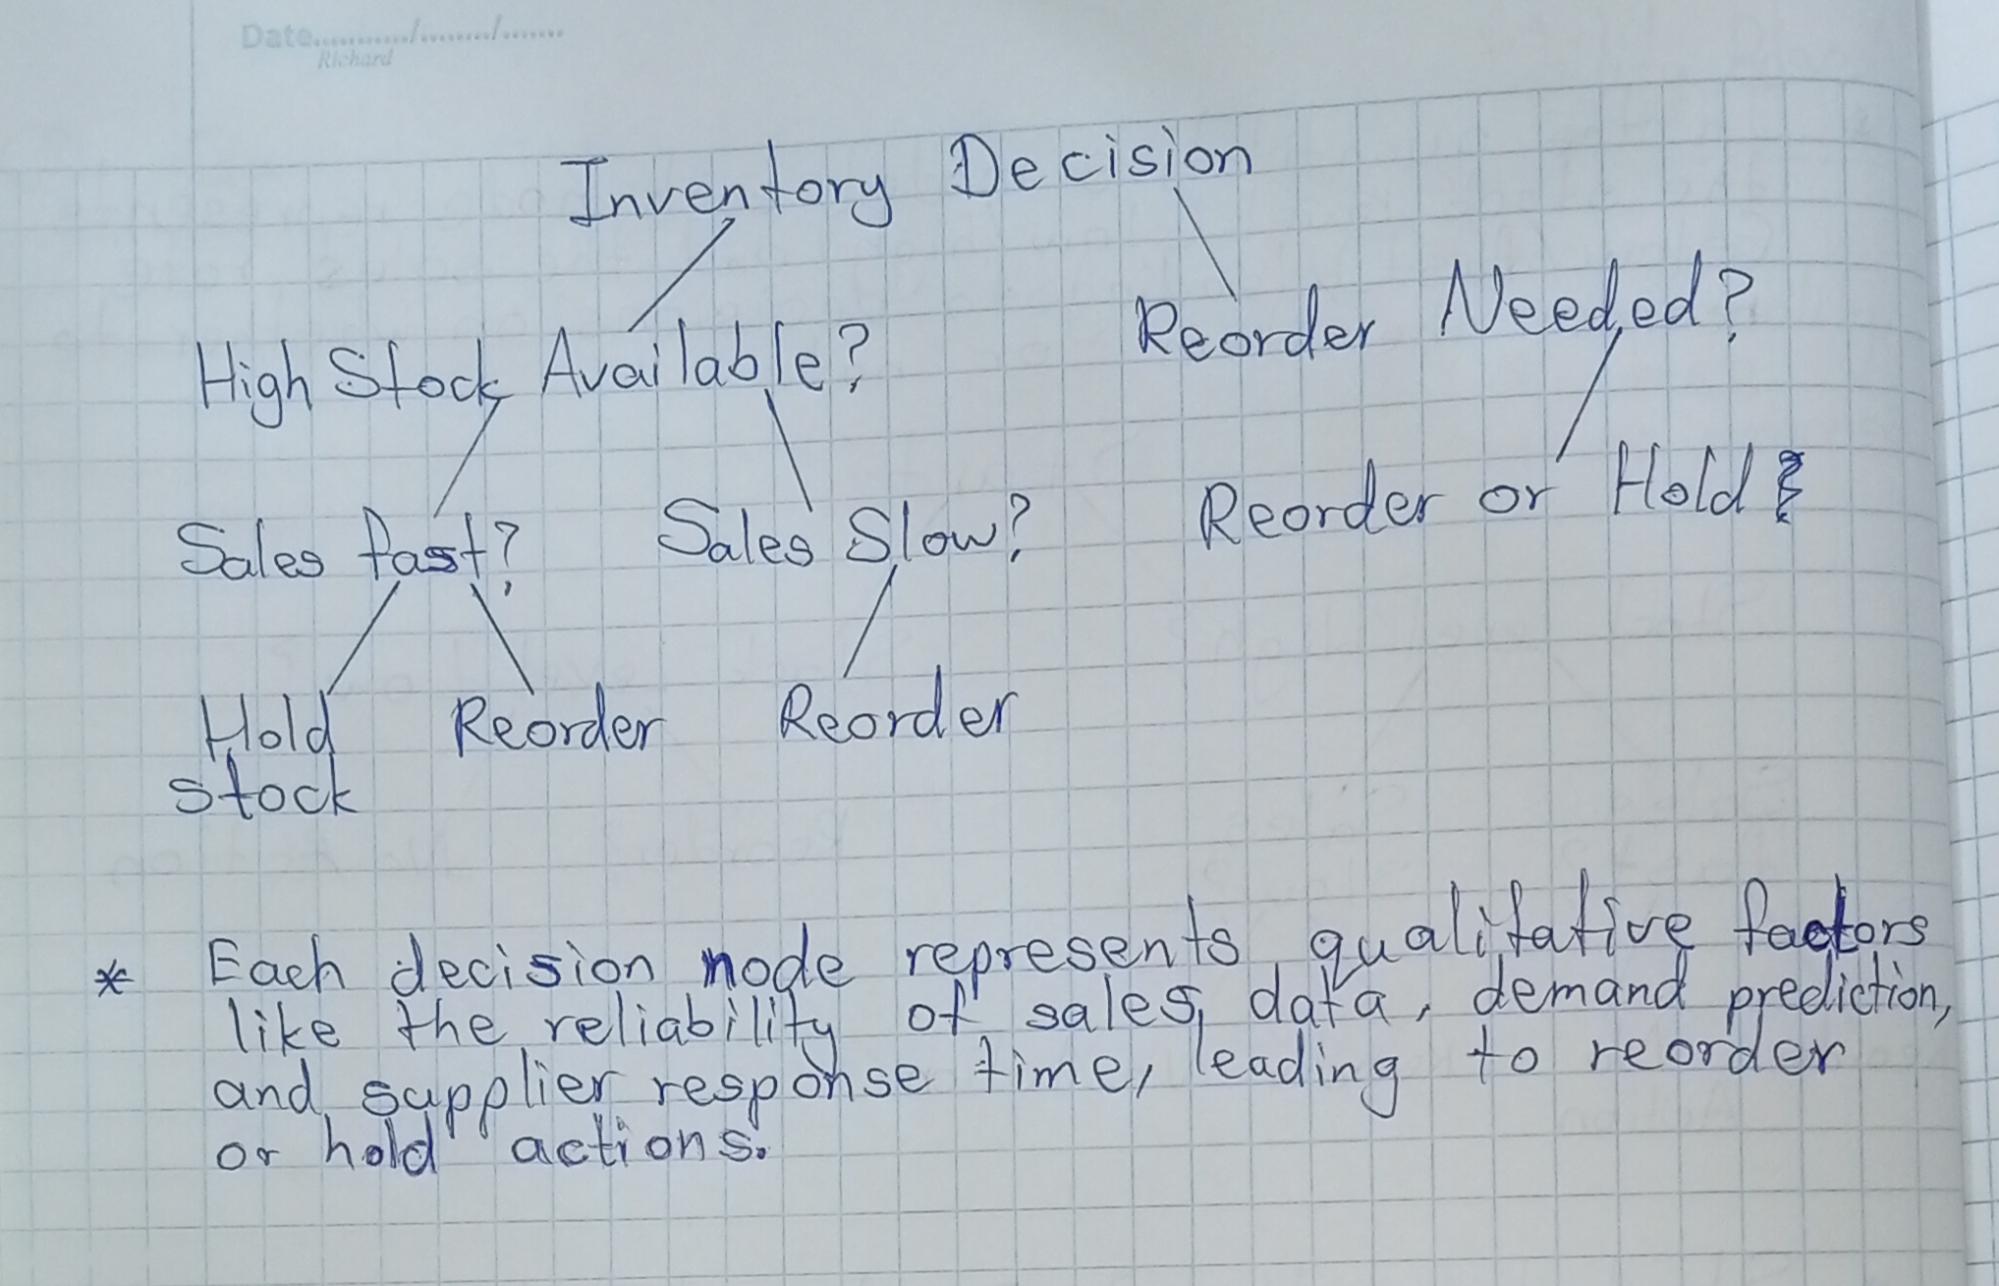 Date............/........../........
Richard
Inventory Decision
High Stock Available?
Reorder Needed?
Sales fast?
Sales Slow?
Reorder or Hold
Hold
stock
Reorder
Reorder
* Each decision node represents qualitative factors
like the reliability of sales data, demand prediction,
and supplier response time, leading to reorder
or hold actions.